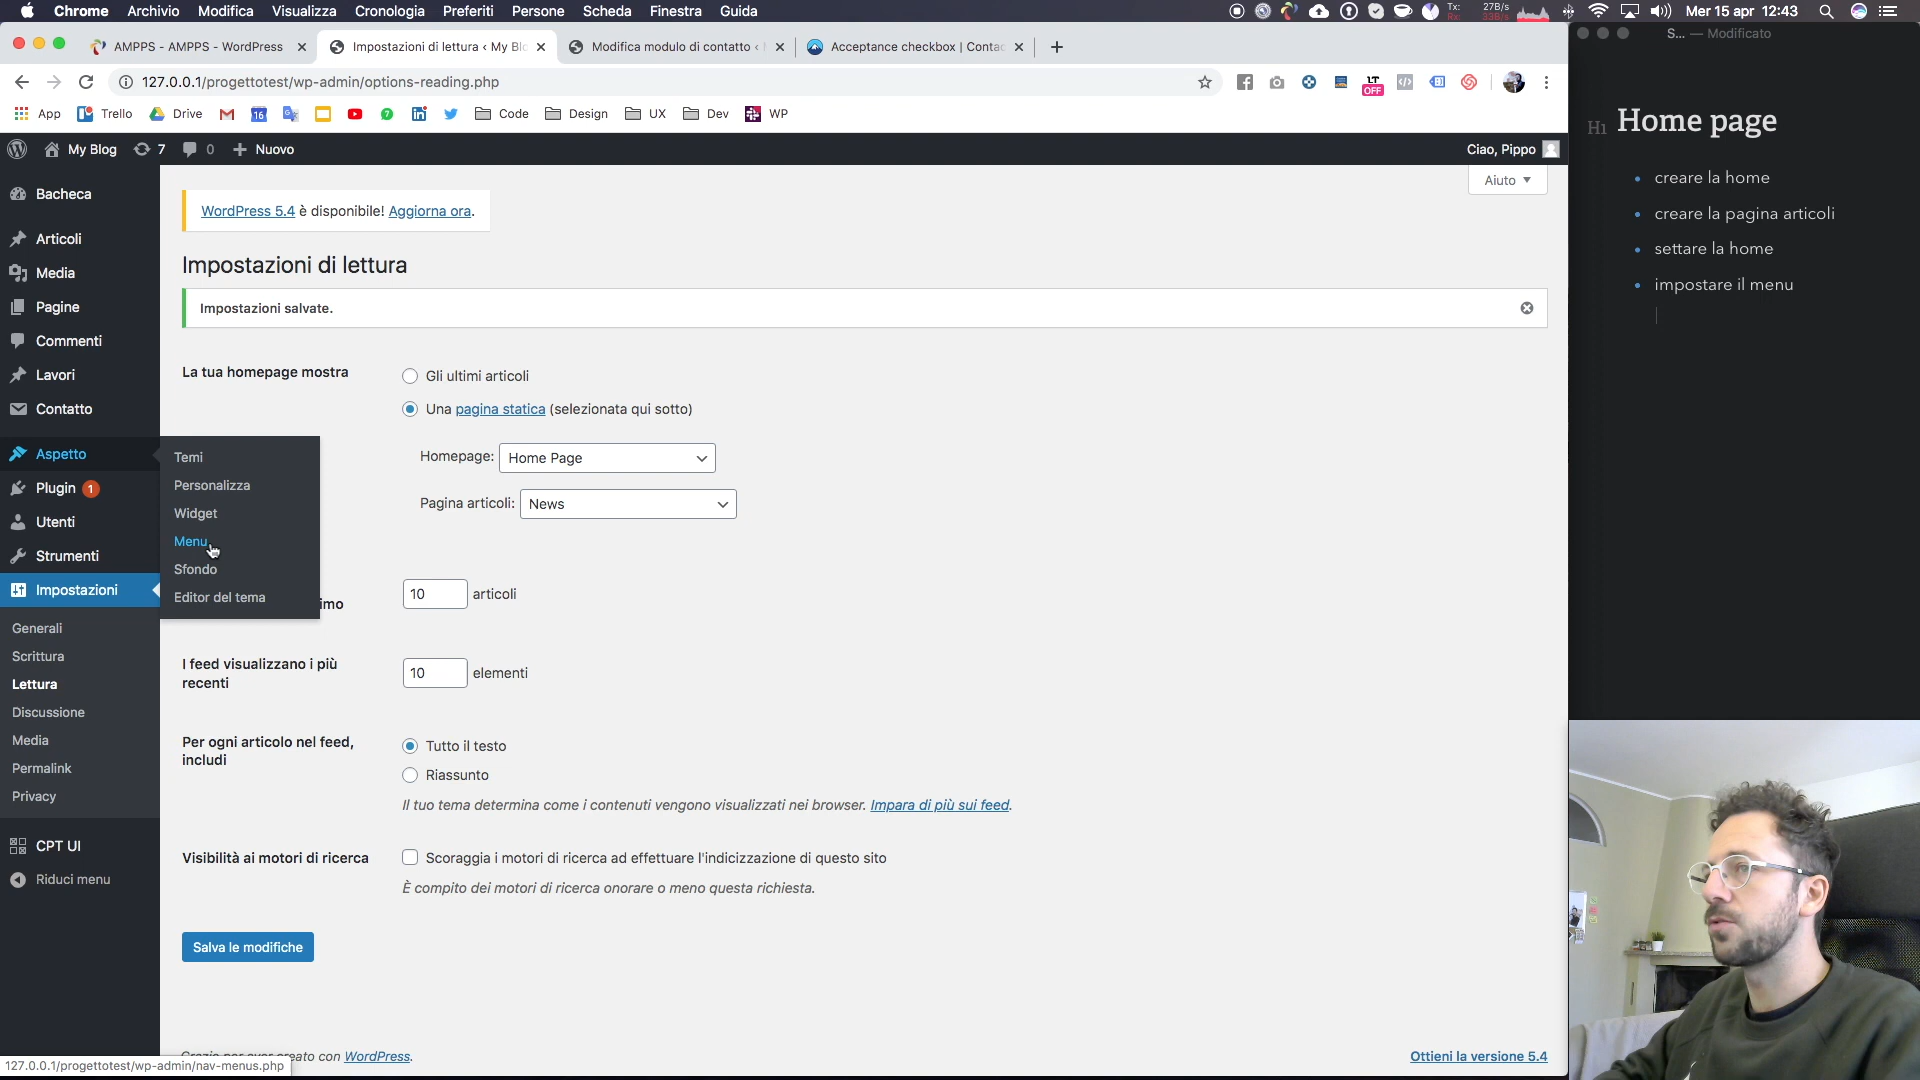 Chrome Archivio Modifica Visualizza Cronologia Preferiti Persone Scheda Finestra Guida
Tx: 27B/s
Rx: 33B/s
Mer 15 apr 12:43
AMPPS - AMPPS - WordPress
Impostazioni di lettura ‹ My Blo
Modifica modulo di contatto ‹
Acceptance checkbox | Contac
S... — Modificato
127.0.0.1/progettotest/wp-admin/options-reading.php
LT
OFF
App Trello Drive 16 Code Design UX Dev WP
My Blog 7 0 Nuovo
Ciao, Pippo
Aiuto
Bacheca
Articoli
Media
Pagine
Commenti
Lavori
Contatto
Aspetto
Plugin 1
Utenti
Strumenti
Impostazioni
Generali
Scrittura
Lettura
Discussione
Media
Permalink
Privacy
CPT UI
Riduci menu
Temi
Personalizza
Widget
Menu
Sfondo
Editor del tema
WordPress 5.4 è disponibile! Aggiorna ora.
Impostazioni di lettura
Impostazioni salvate.
La tua homepage mostra
Gli ultimi articoli
Una pagina statica (selezionata qui sotto)
Homepage: Home Page
Pagina articoli: News
imo
10 articoli
I feed visualizzano i più
recenti
10 elementi
Per ogni articolo nel feed,
includi
Tutto il testo
Riassunto
Il tuo tema determina come i contenuti vengono visualizzati nei browser. Impara di più sui feed.
Visibilità ai motori di ricerca
Scoraggia i motori di ricerca ad effettuare l'indicizzazione di questo sito
È compito dei motori di ricerca onorare o meno questa richiesta.
Salva le modifiche
eato con WordPress.
Ottieni la versione 5.4
127.0.0.1/progettotest/wp-admin/nav-menus.php
H1 Home page
• creare la home
• creare la pagina articoli
• settare la home
• impostare il menu